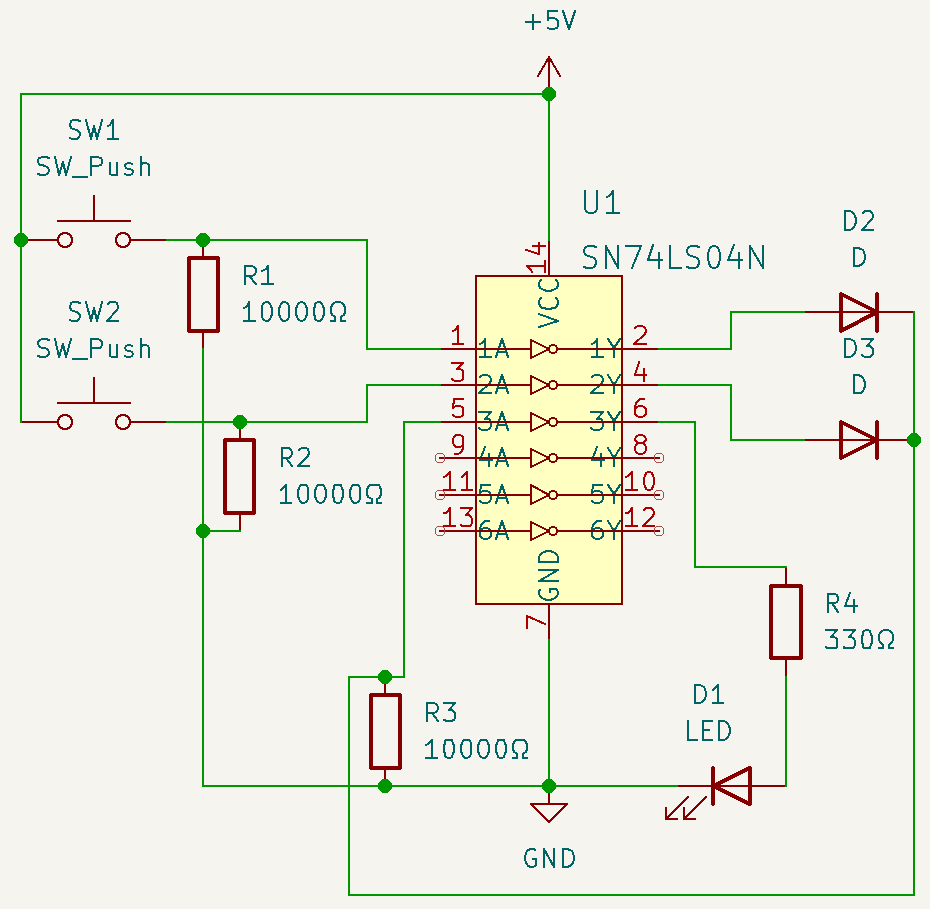 +5V
SW1
SW_Push
U1
SN74LS04N
D2
D
14
VCC
R1
10000Ω
SW2
SW_Push
1
1A
1Y
2
D3
D
3
2A
2Y
4
5
3A
3Y
6
R2
10000Ω
9
4A
4Y
8
11
5A
5Y
10
13
6A
6Y
12
GND
7
R4
330Ω
R3
10000Ω
D1
LED
GND